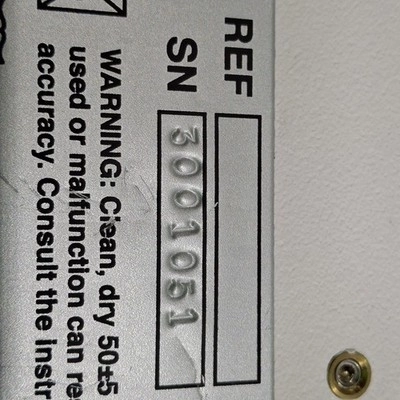 REF
SN 3001051
WARNING: Clean, dry 50±5
used or malfunction can re
accuracy. Consult the instr